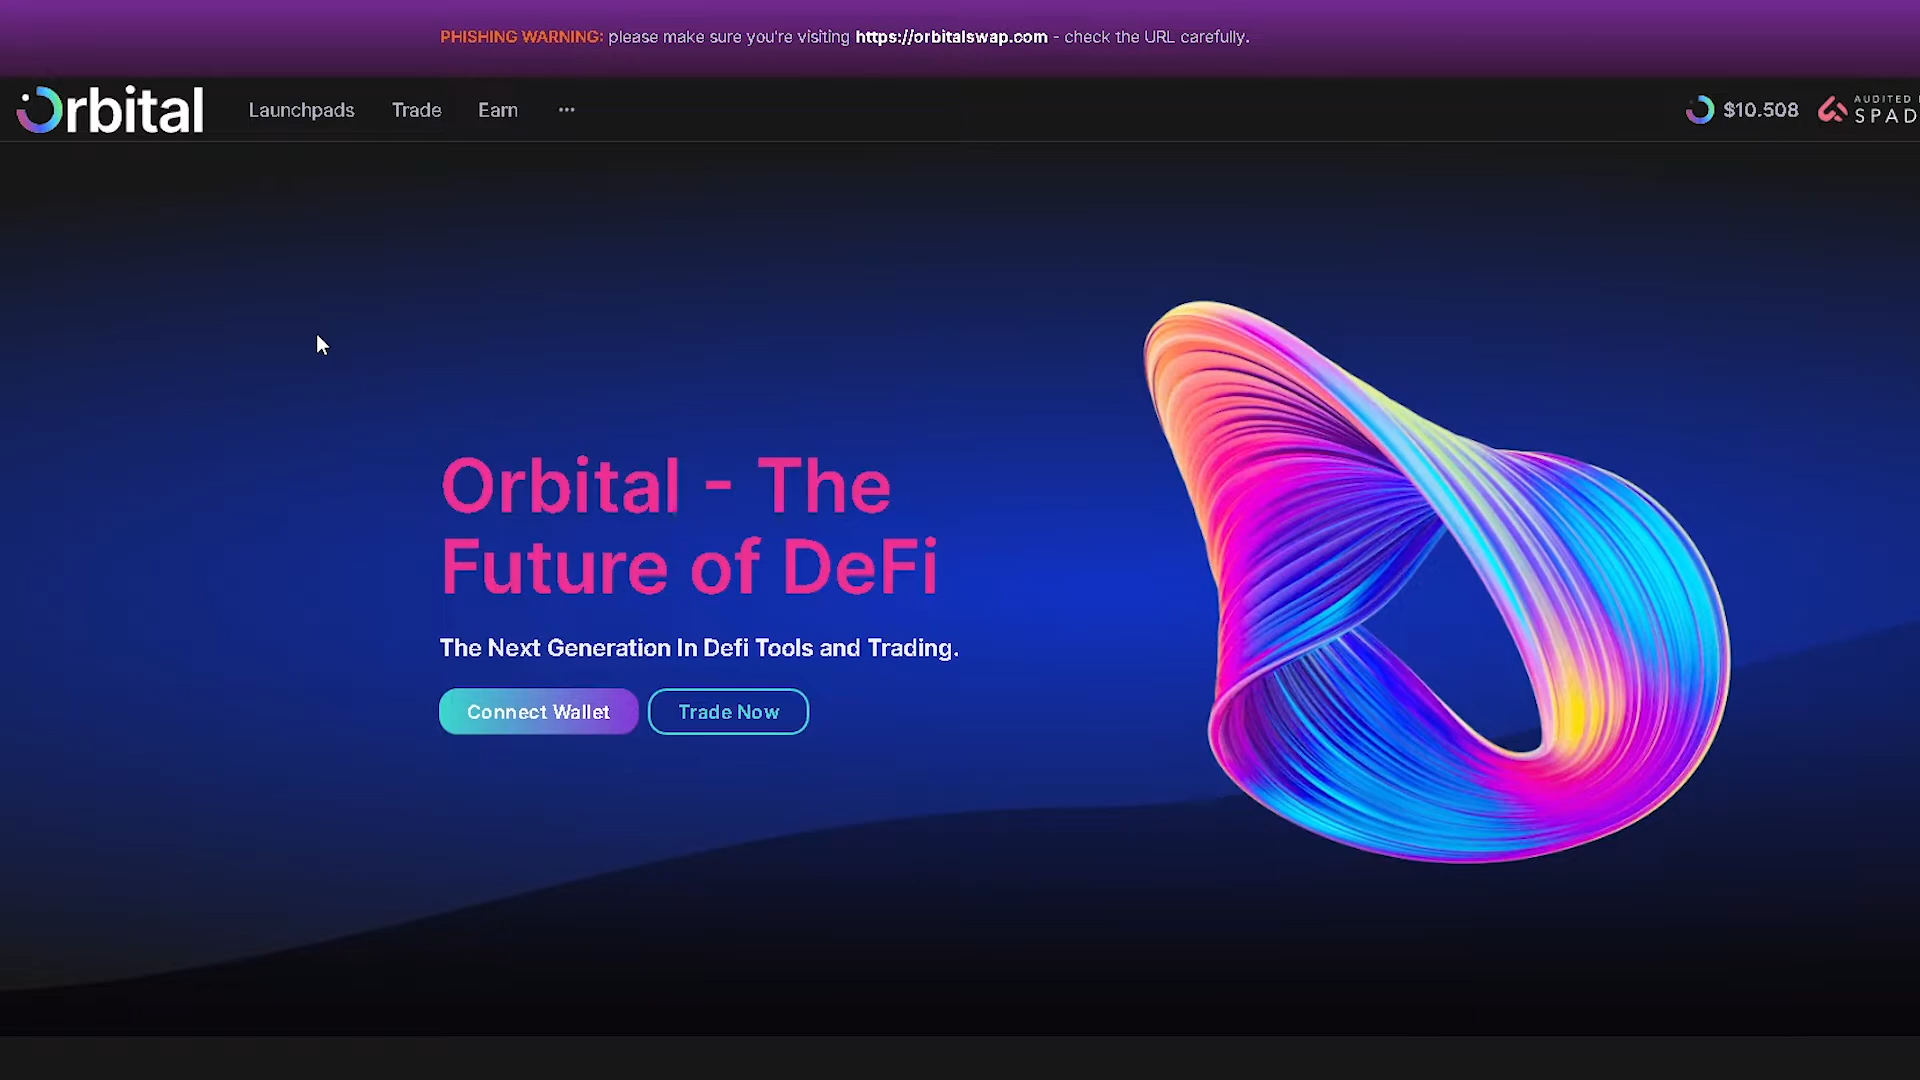 PHISHING WARNING: please make sure you're visiting https://orbitalswap.com - check the URL carefully.
Orbital Launchpads Trade Earn ··· $10.508 AUDITED
SPAD
Orbital - The
Future of DeFi
The Next Generation In Defi Tools and Trading.
Connect Wallet Trade Now